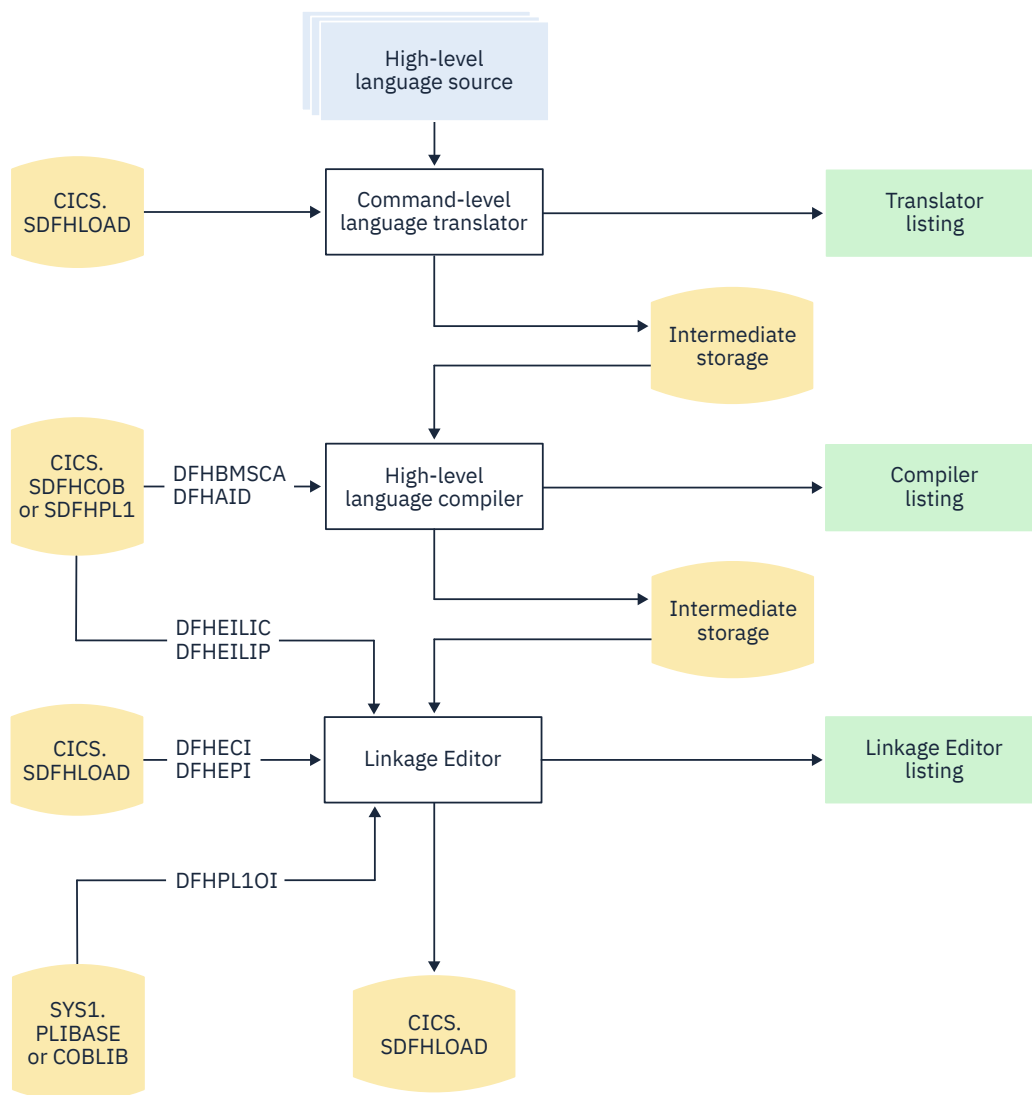 High-level
language source
CICS.
SDFHLOAD
Command-level
language translator
Translator
listing
Intermediate
storage
CICS.
SDFHCOB
or SDFHPL1
DFHBMSCA
DFHAID
High-level
language compiler
Compiler
listing
Intermediate
storage
DFHEILIC
DFHEILIP
CICS.
SDFHLOAD
DFHECI
DFHEPI
Linkage Editor
Linkage Editor
listing
DFHPL1OI
SYS1.
PLIBASE
or COBLIB
CICS.
SDFHLOAD